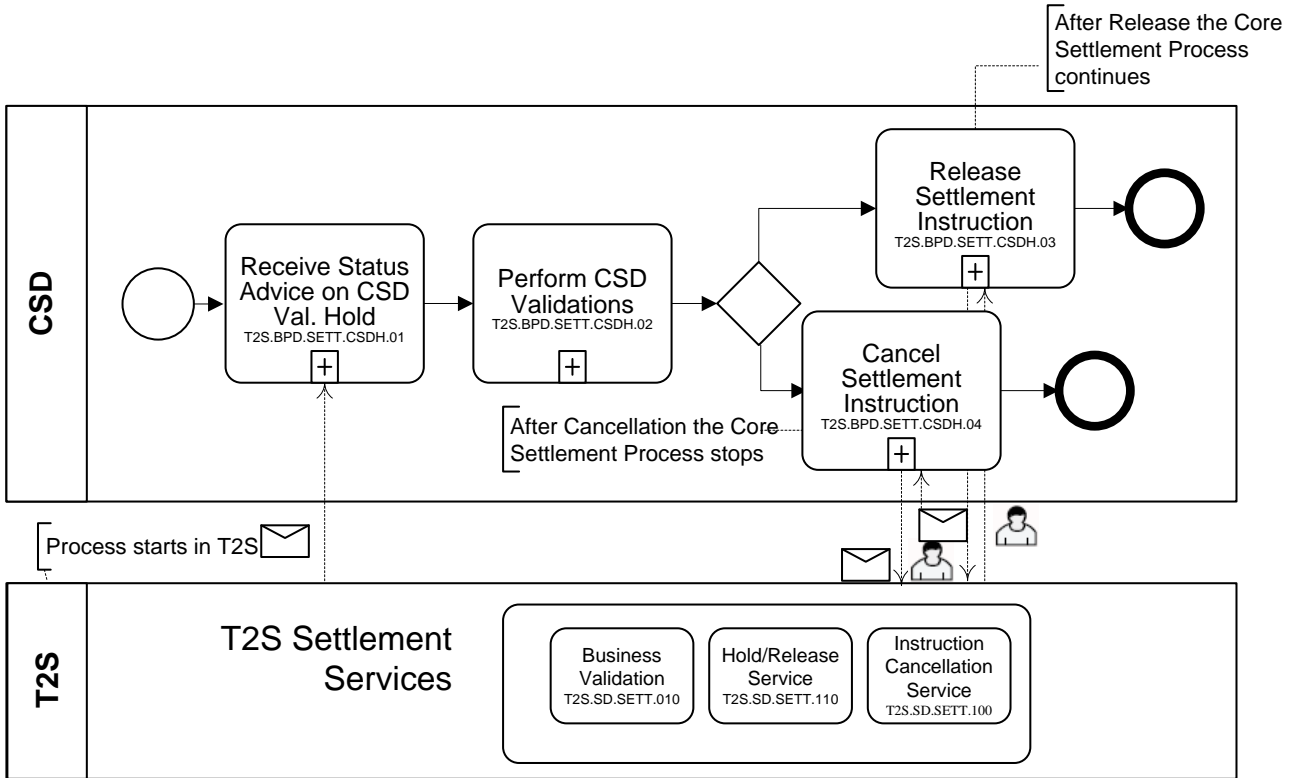 After Release the Core
Settlement Process
continues
CSD
Receive Status
Advice on CSD
Val. Hold
T2S.BPD.SETT.CSDH.01
Perform CSD
Validations
T2S.BPD.SETT.CSDH.02
Release
Settlement
Instruction
T2S.BPD.SETT.CSDH.03
Cancel
Settlement
Instruction
T2S.BPD.SETT.CSDH.04
After Cancellation the Core
Settlement Process stops
Process starts in T2S
T2S
T2S Settlement
Services
Business
Validation
T2S.SD.SETT.010
Hold/Release
Service
T2S.SD.SETT.110
Instruction
Cancellation
Service
T2S.SD.SETT.100